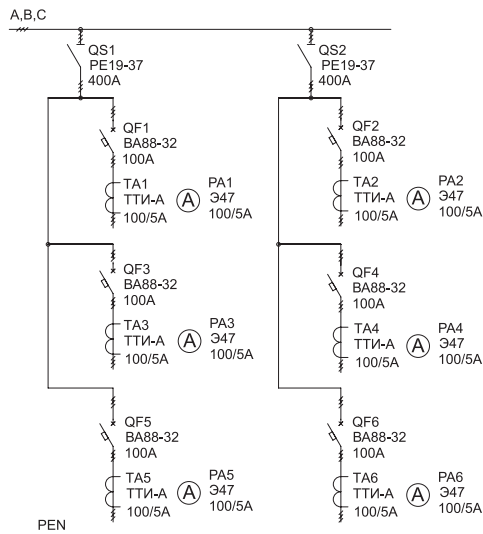 A,B,C
QS1
PE19-37
400A
QS2
PE19-37
400A
QF1
BA88-32
100A
QF2
BA88-32
100A
TA1
ТТИ-А
100/5A
A
PA1
Э47
100/5A
TA2
ТТИ-А
100/5A
A
PA2
Э47
100/5A
QF3
BA88-32
100A
QF4
BA88-32
100A
TA3
ТТИ-А
100/5A
A
PA3
Э47
100/5A
TA4
ТТИ-А
100/5A
A
PA4
Э47
100/5A
QF5
BA88-32
100A
QF6
BA88-32
100A
TA5
ТТИ-А
100/5A
A
PA5
Э47
100/5A
TA6
ТТИ-А
100/5A
A
PA6
Э47
100/5A
PEN